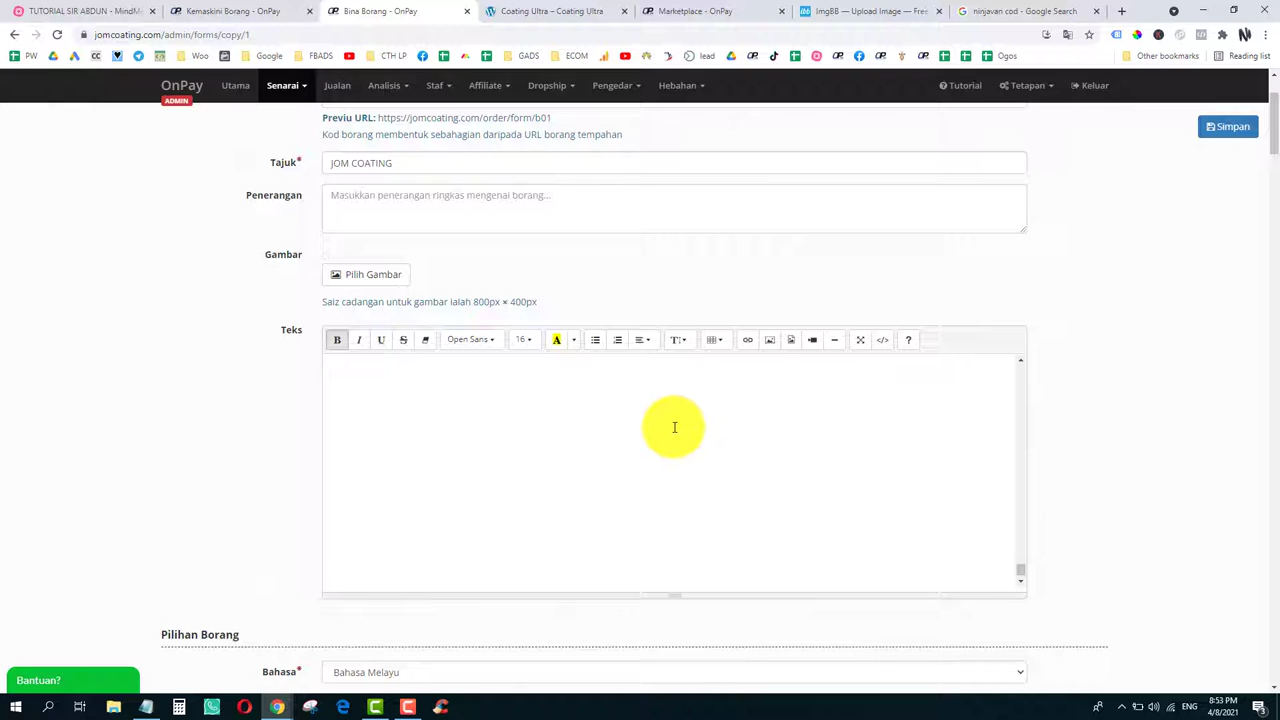 TUTORIAL SIR ABDUN - MindM
Kemaskini Borang - OnPay
Bina Borang - OnPay
Coating Ultra – Coating Ultra
Marketplace - OnPay
ImgBB — Upload Image — Free
ninjavan cod - Google Search
jomcoating.com/admin/forms/copy/1
PW
Woo
Google
FBADS
CTH LP
GADS
ECOM
lead
Ogos
Other bookmarks
Reading list
OnPay
ADMIN
Utama
Senarai
Jualan
Analisis
Staf
Affiliate
Dropship
Pengedar
Hebahan
Tutorial
Tetapan
Keluar
Previu URL: https://jomcoating.com/order/form/b01
Kod borang membentuk sebahagian daripada URL borang tempahan
Simpan
Tajuk*
JOM COATING
Penerangan
Masukkan penerangan ringkas mengenai borang...
Gambar
Pilih Gambar
Saiz cadangan untuk gambar ialah 800px × 400px
Teks
B I U S Open Sans 16 A T </> ?
Pilihan Borang
Bahasa*
Bahasa Melayu
Bantuan?
ENG
8:53 PM
4/8/2021